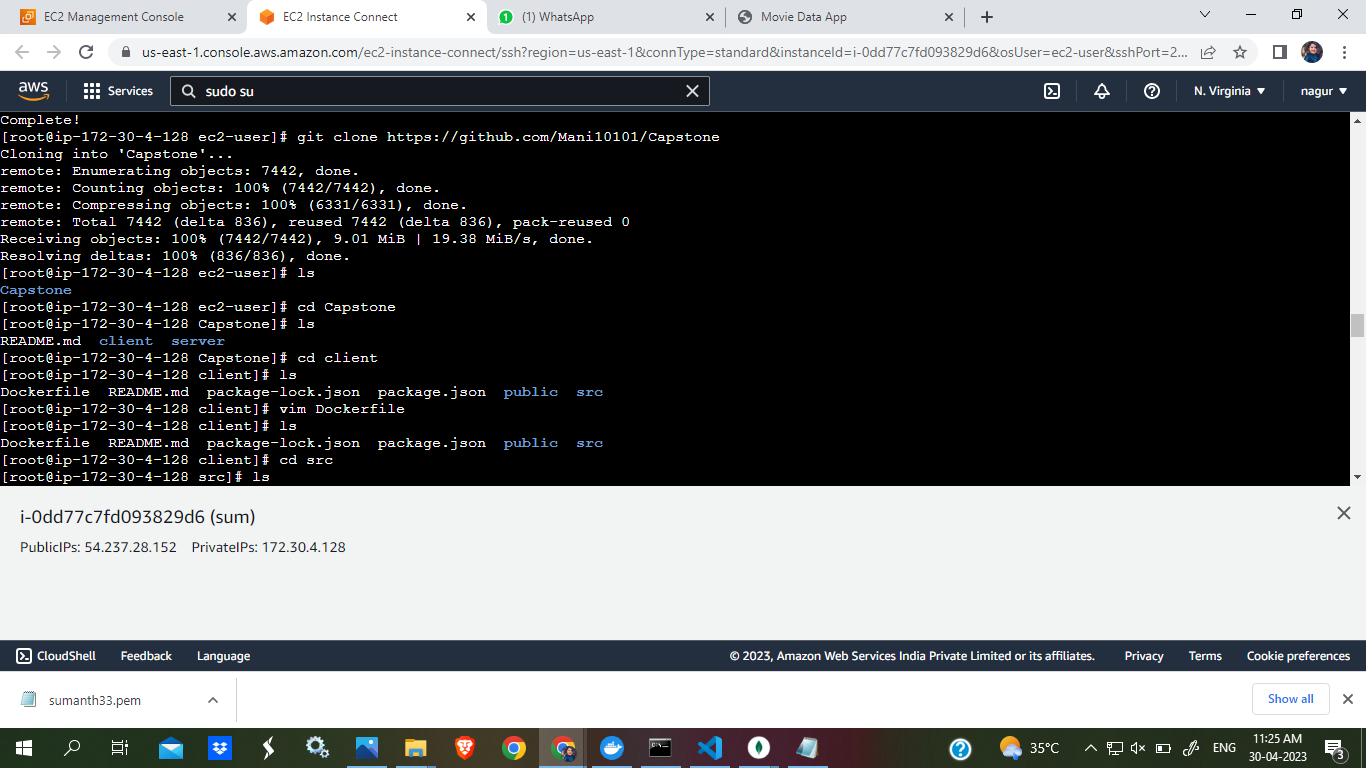 EC2 Management Console
EC2 Instance Connect
(1) WhatsApp
Movie Data App
us-east-1.console.aws.amazon.com/ec2-instance-connect/ssh?region=us-east-1&connType=standard&instanceId=i-0dd77c7fd093829d6&osUser=ec2-user&sshPort=2...
aws
Services
sudo su
N. Virginia
nagur
Complete!
[root@ip-172-30-4-128 ec2-user]# git clone https://github.com/Mani10101/Capstone
Cloning into 'Capstone'...
remote: Enumerating objects: 7442, done.
remote: Counting objects: 100% (7442/7442), done.
remote: Compressing objects: 100% (6331/6331), done.
remote: Total 7442 (delta 836), reused 7442 (delta 836), pack-reused 0
Receiving objects: 100% (7442/7442), 9.01 MiB | 19.38 MiB/s, done.
Resolving deltas: 100% (836/836), done.
[root@ip-172-30-4-128 ec2-user]# ls
Capstone
[root@ip-172-30-4-128 ec2-user]# cd Capstone
[root@ip-172-30-4-128 Capstone]# ls
README.md client server
[root@ip-172-30-4-128 Capstone]# cd client
[root@ip-172-30-4-128 client]# ls
Dockerfile README.md package-lock.json package.json public src
[root@ip-172-30-4-128 client]# vim Dockerfile
[root@ip-172-30-4-128 client]# ls
Dockerfile README.md package-lock.json package.json public src
[root@ip-172-30-4-128 client]# cd src
[root@ip-172-30-4-128 src]# ls
i-0dd77c7fd093829d6 (sum)
PublicIPs: 54.237.28.152 PrivateIPs: 172.30.4.128
CloudShell Feedback Language
© 2023, Amazon Web Services India Private Limited or its affiliates. Privacy Terms Cookie preferences
sumanth33.pem
Show all
35°C
ENG
11:25 AM
30-04-2023
3